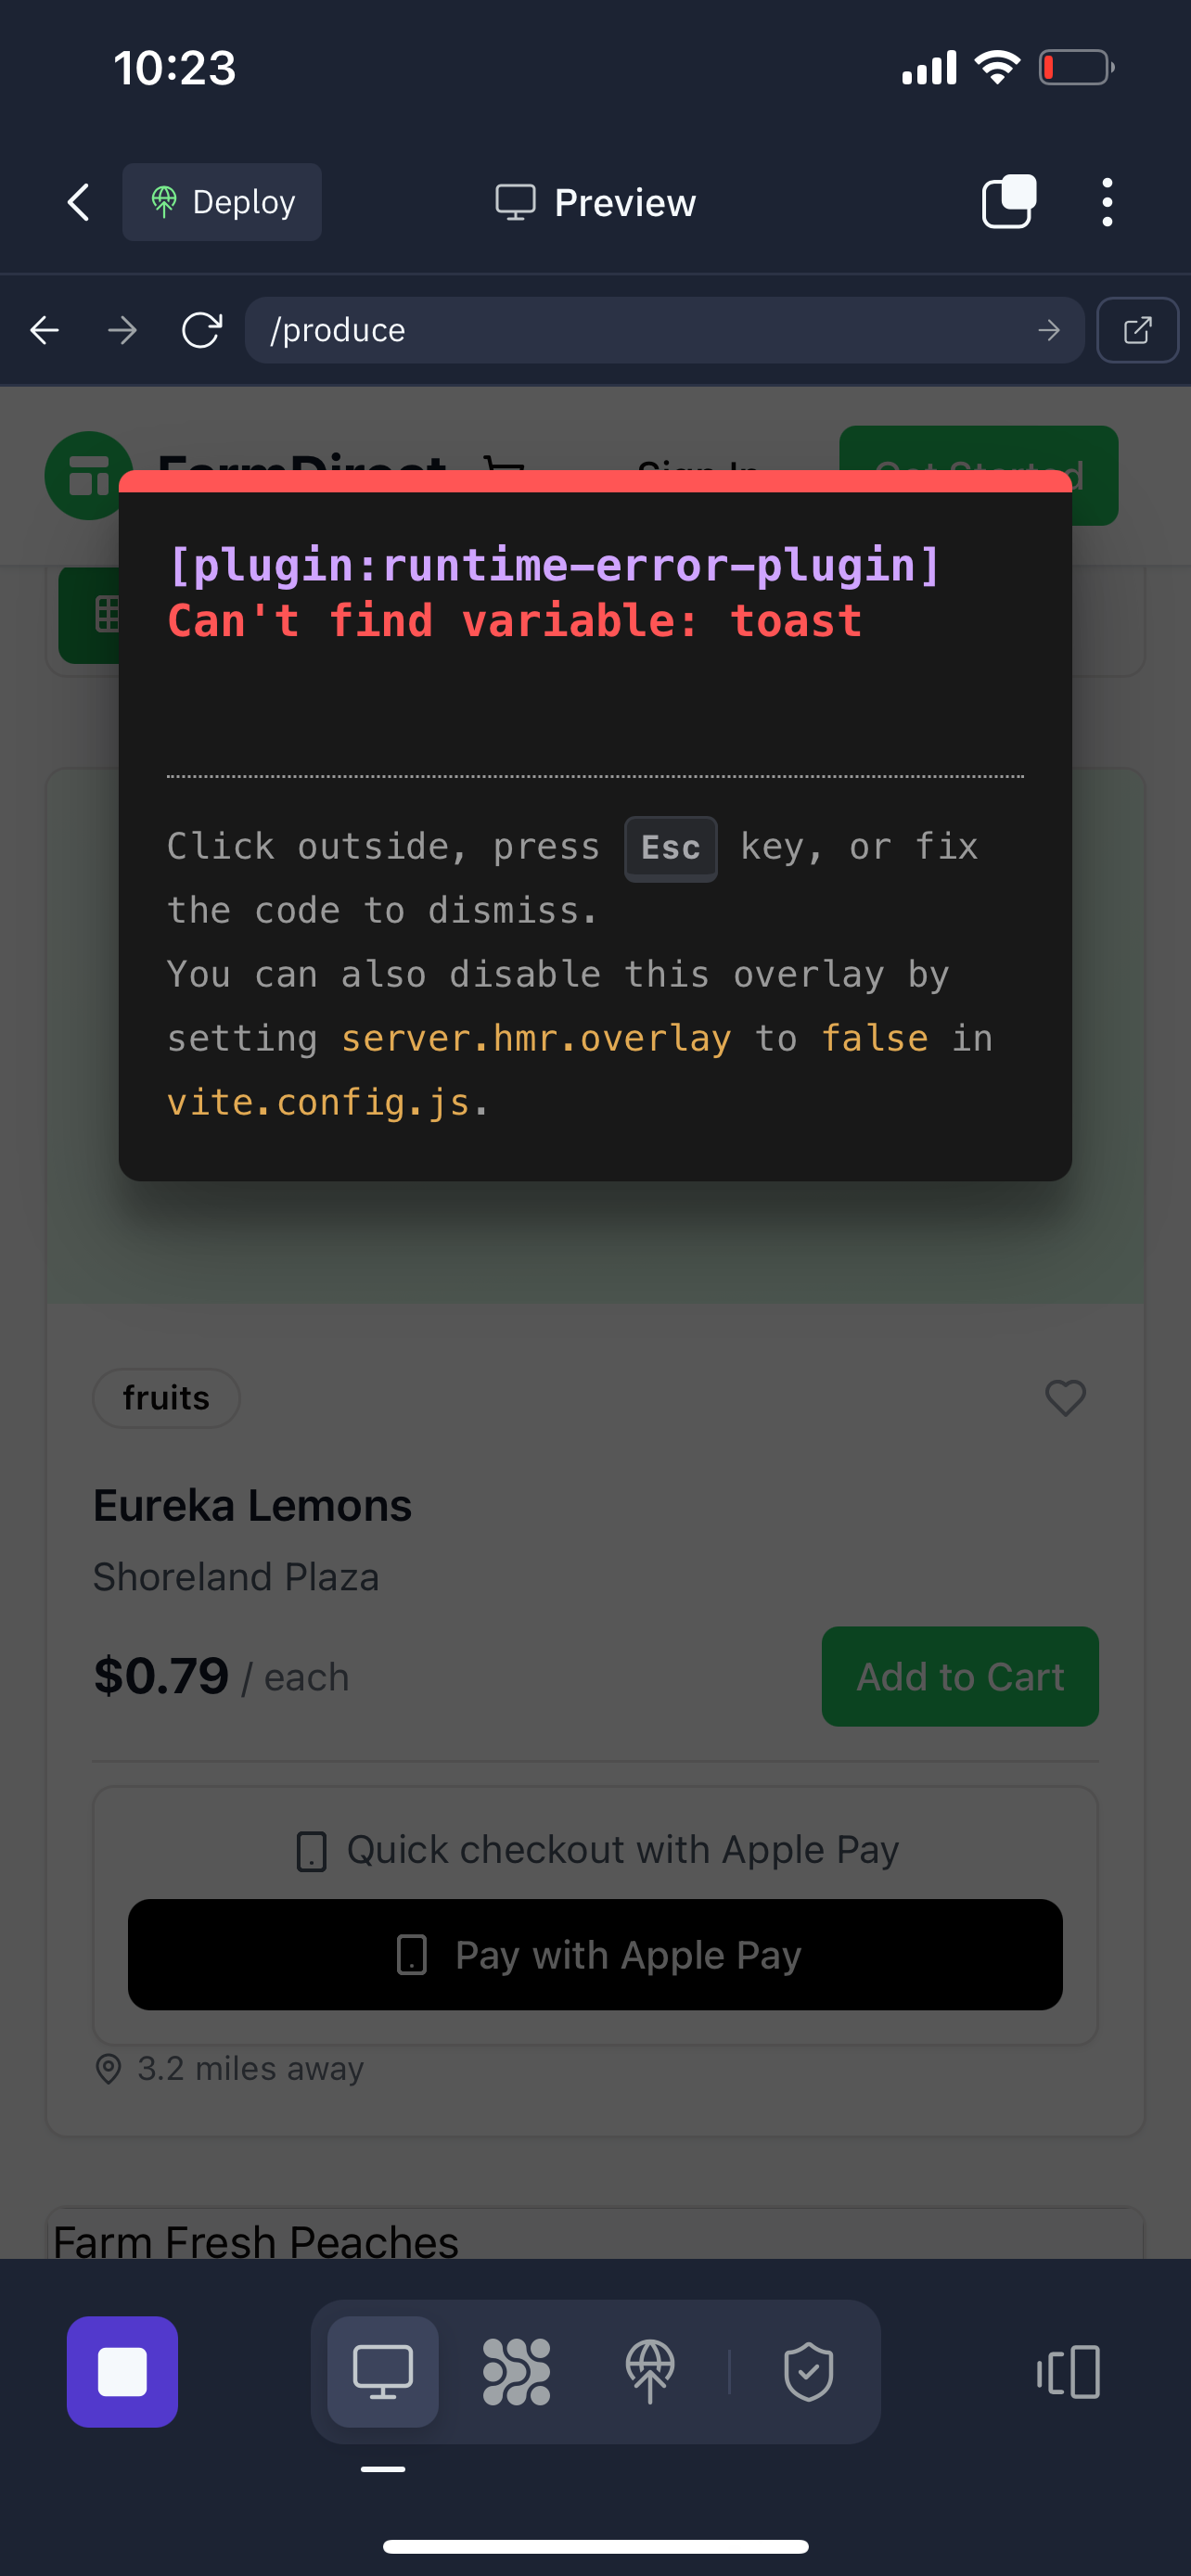 10:23
Deploy
Preview
/produce
Sign In
[plugin:runtime-error-plugin]
Can't find variable: toast
Click outside, press Esc key, or fix
the code to dismiss.
You can also disable this overlay by
setting server.hmr.overlay to false in
vite.config.js.
fruits
Eureka Lemons
Shoreland Plaza
$0.79 / each
Add to Cart
Quick checkout with Apple Pay
Pay with Apple Pay
3.2 miles away
Farm Fresh Peaches